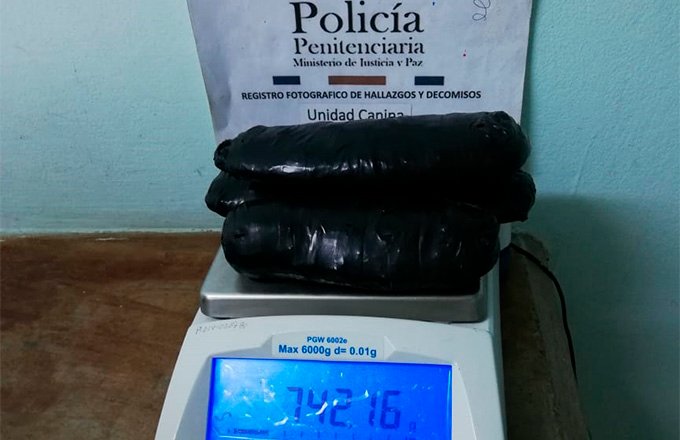 Policía
Penitenciaria
Ministerio de Justicia y Paz
REGISTRO FOTOGRAFICO DE HALLAZGOS Y DECOMISOS
Unidad Canina
PGW 6002e
Max 6000g d= 0.01g
742.16 g